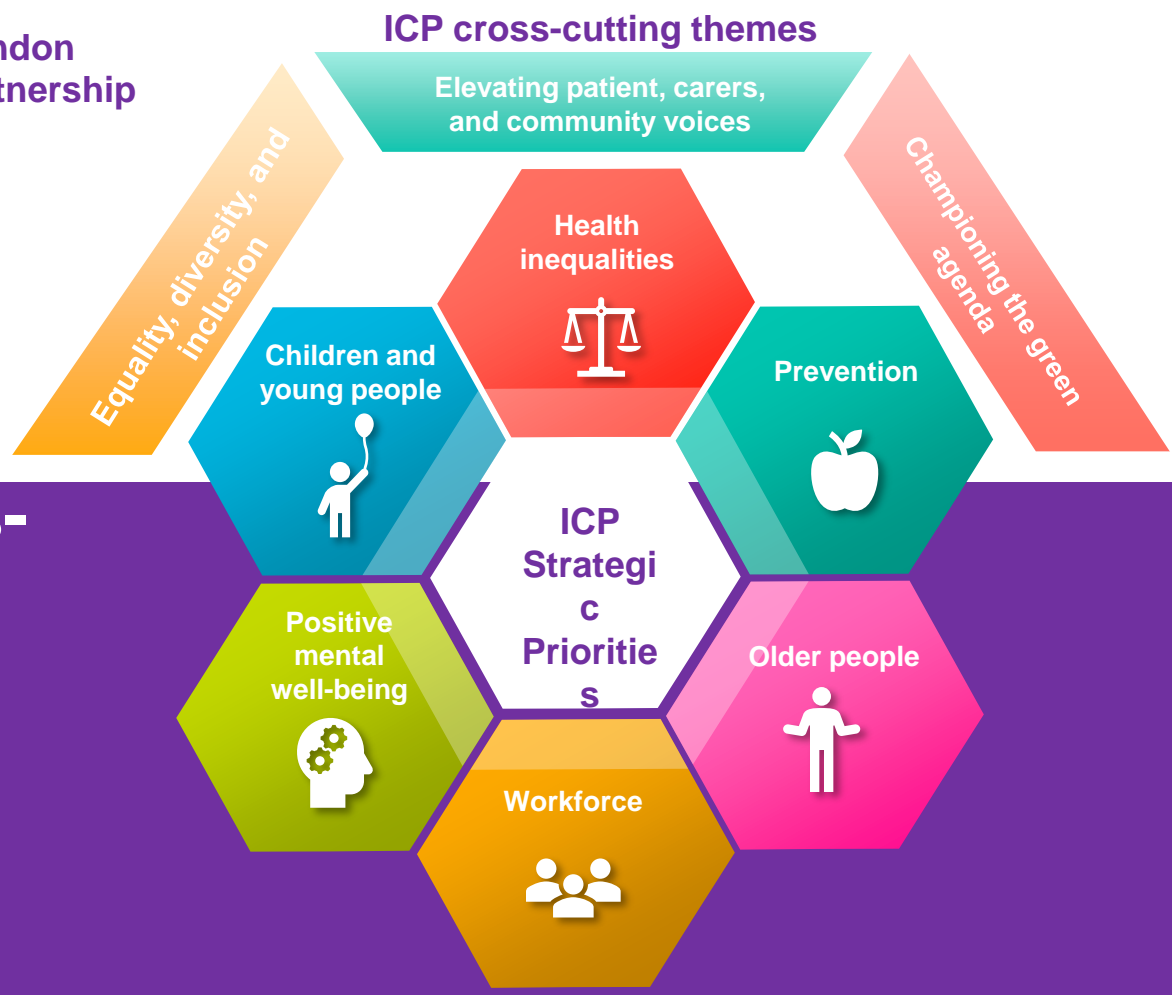 ndon
tnership
ICP cross-cutting themes
Elevating patient, carers,
and community voices
Equality, diversity, and
inclusion
Championing the green
agenda
Health
inequalities
Children and
young people
Prevention
ICP
Strategi
c
Prioritie
s
Positive
mental
well-being
Older people
Workforce